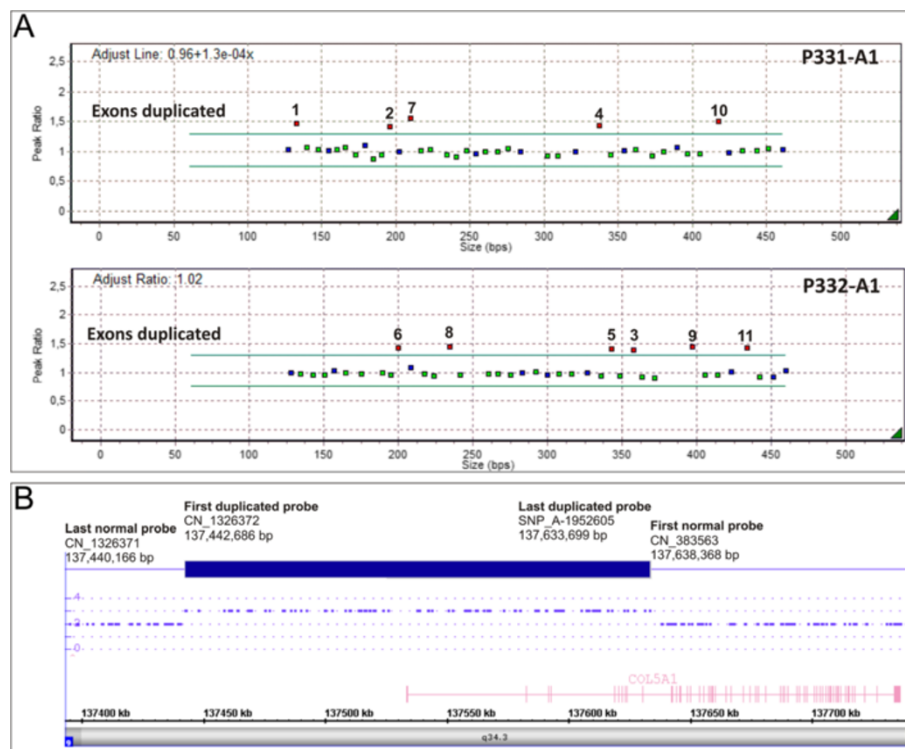 A
Adjust Line: 0.96+1.3e-04x
P331-A1
Exons duplicated
1 2 7 4 10
Peak Ratio
2,5
2
1,5
1
0,5
0
0 50 100 150 200 250 300 350 400 450 500
Size (bps)
Adjust Ratio: 1.02
P332-A1
Exons duplicated
6 8 5 3 9 11
Peak Ratio
2,5
2
1,5
1
0,5
0
0 50 100 150 200 250 300 350 400 450 500
Size (bps)
B
First duplicated probe
CN_1326372
137,442,686 bp
Last duplicated probe
SNP_A-1952605
137,633,699 bp
Last normal probe
CN_1326371
137,440,166 bp
First normal probe
CN_383563
137,638,368 bp
4
2
0
COL5A1
137400 kb 137450 kb 137500 kb 137550 kb 137600 kb 137650 kb 137700 kb
q34.3